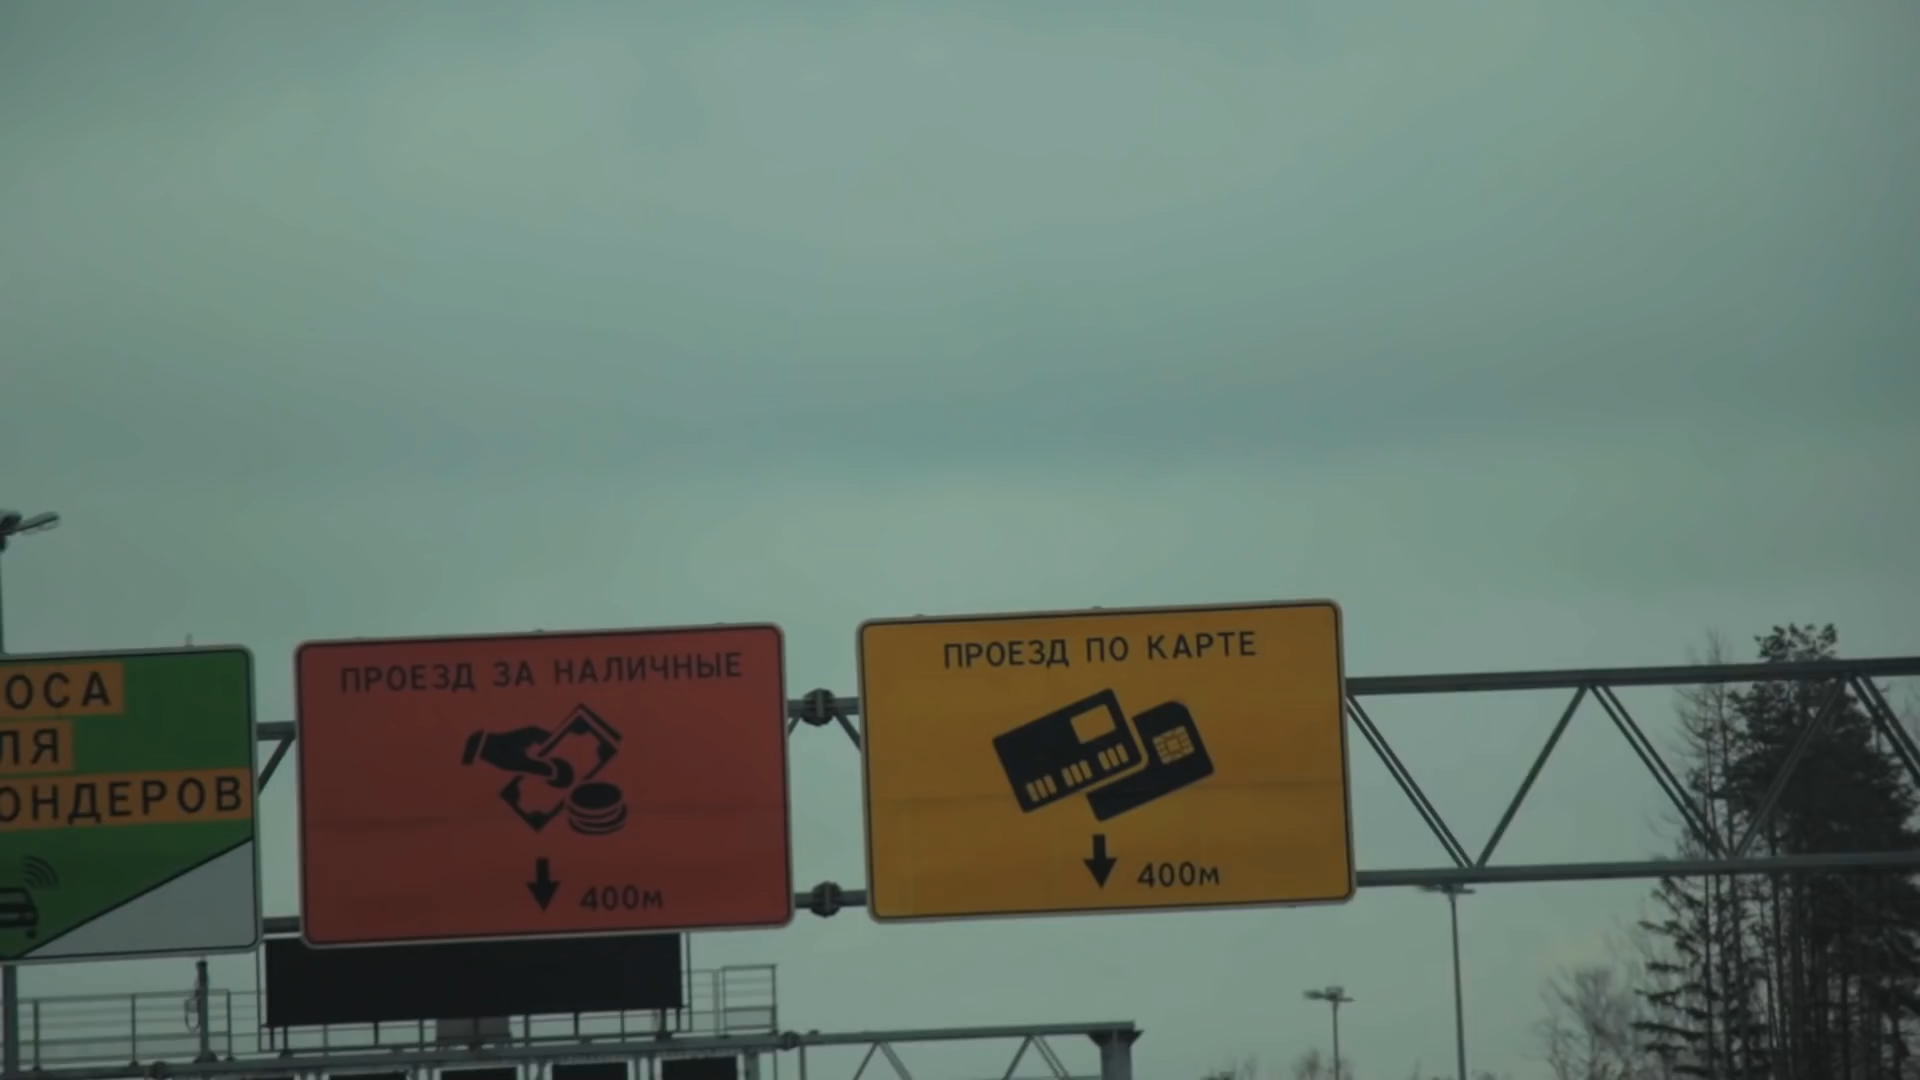 ОСА
ЛЯ
ОНДЕРОВ
ПРОЕЗД ЗА НАЛИЧНЫЕ
400м
ПРОЕЗД ПО КАРТЕ
400м